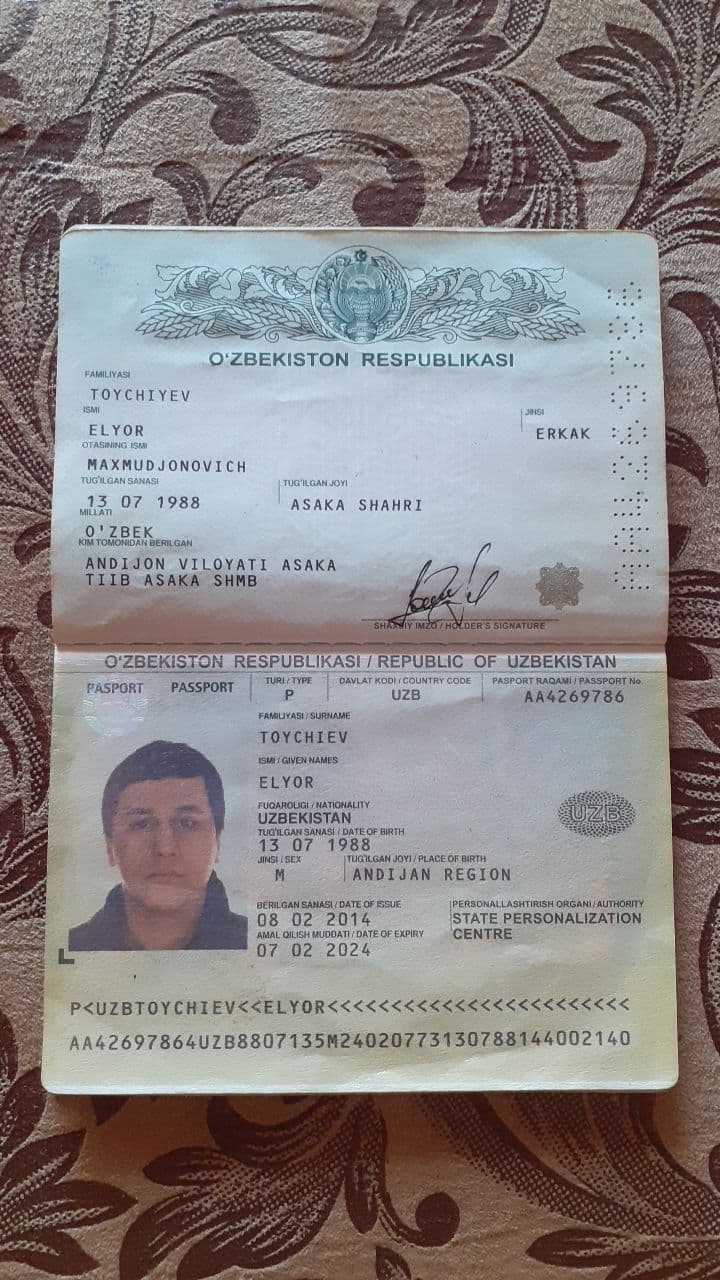 O'ZBEKISTON RESPUBLIKASI
FAMILIYASI
TOYCHIYEV
ISMI
ELYOR
JINSI
ERKAK
OTASINING ISMI
MAXMUDJONOVICH
TUG'ILGAN SANASI
13 07 1988
TUG'ILGAN JOYI
ASAKA SHAHRI
MILLATI
O'ZBEK
KIM TOMONIDAN BERILGAN
ANDIJON VILOYATI ASAKA
TIIB ASAKA SHMB
SHAXSIY IMZO / HOLDER'S SIGNATURE
O'ZBEKISTON RESPUBLIKASI / REPUBLIC OF UZBEKISTAN
PASPORT PASSPORT
TURI / TYPE
P
DAVLAT KODI / COUNTRY CODE
UZB
PASPORT RAQAMI / PASSPORT No.
AA4269786
FAMILIYASI / SURNAME
TOYCHIEV
ISMI / GIVEN NAMES
ELYOR
FUQAROLIGI / NATIONALITY
UZBEKISTAN
UZB
TUG'ILGAN SANASI / DATE OF BIRTH
13 07 1988
JINSI / SEX
M
TUG'ILGAN JOYI / PLACE OF BIRTH
ANDIJAN REGION
BERILGAN SANASI / DATE OF ISSUE
08 02 2014
PERSONALLASHTIRISH ORGANI / AUTHORITY
STATE PERSONALIZATION
CENTRE
AMAL QILISH MUDDATI / DATE OF EXPIRY
07 02 2024
P<UZBTOYCHIEV<<ELYOR<<<<<<<<<<<<<<<<<<<<<<<<
AA42697864UZB8807135M24020773130788144002140